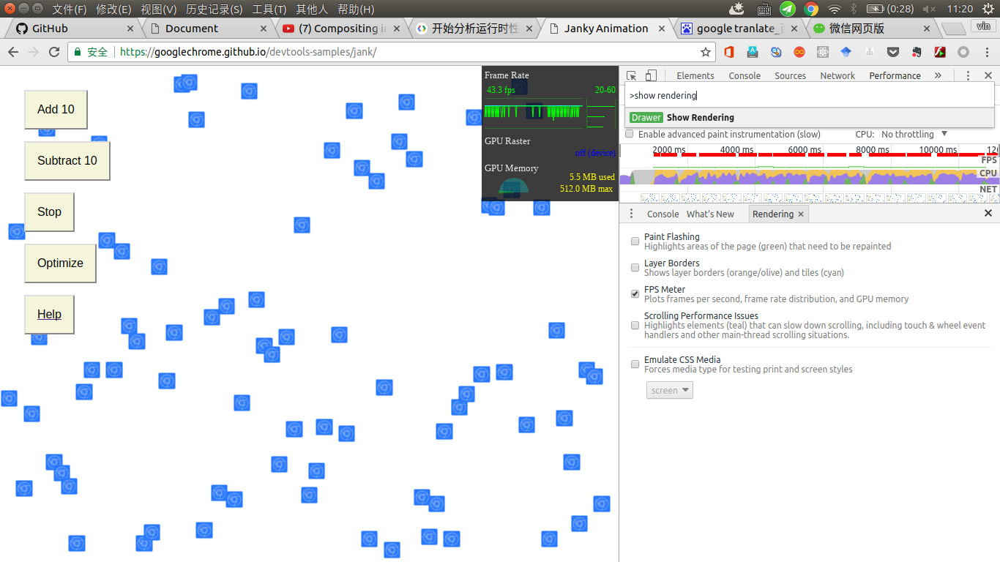 文件(F) 修改(E) 视图(V) 历史记录(S) 工具(T) 其他人 帮助(H) (0:28) 11:20
GitHub Document (7) Compositing in 开始分析运行时性 Janky Animation google tranlate_ 微信网页版 vin
安全 https://googlechrome.github.io/devtools-samples/jank/
Add 10
Subtract 10
Stop
Optimize
Help
Frame Rate
43.3 fps 20-60
GPU Raster
off (device)
GPU Memory
5.5 MB used
512.0 MB max
Elements Console Sources Network Performance »
>show rendering
Drawer Show Rendering
Enable advanced paint instrumentation (slow) CPU: No throttling
2000 ms 4000 ms 6000 ms 8000 ms 10000 ms
FPS
CPU
NET
Console What's New Rendering
Paint Flashing
Highlights areas of the page (green) that need to be repainted
Layer Borders
Shows layer borders (orange/olive) and tiles (cyan)
FPS Meter
Plots frames per second, frame rate distribution, and GPU memory
Scrolling Performance Issues
Highlights elements (teal) that can slow down scrolling, including touch & wheel event
handlers and other main-thread scrolling situations.
Emulate CSS Media
Forces media type for testing print and screen styles
screen